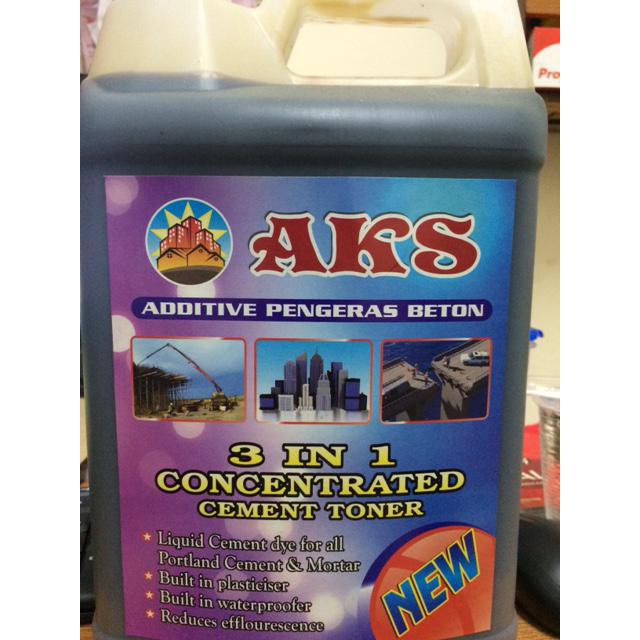 Pro
AKS
ADDITIVE PENGERAS BETON
3 IN 1
CONCENTRATED
CEMENT TONER
★ Liquid Cement dye for all
Portland Cement & Mortar
★ Built in plasticiser
★ Built in waterproofer
★ Reduces efflourescence
NEW